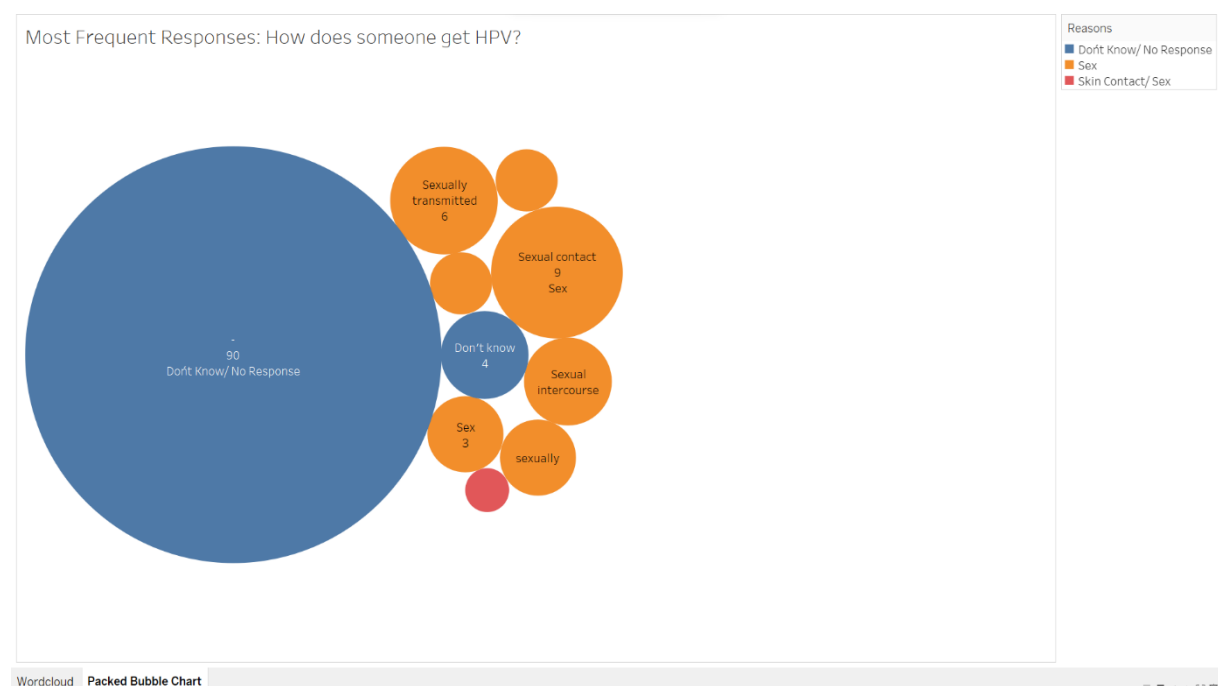 Most Frequent Responses: How does someone get HPV?
Reasons
Don't Know/ No Response
Sex
Skin Contact/ Sex
Sexually
transmitted
6
Sexual contact
9
Sex
-
90
Don't Know/ No Response
Don't know
4
Sexual
intercourse
Sex
3
sexually
Wordcloud
Packed Bubble Chart